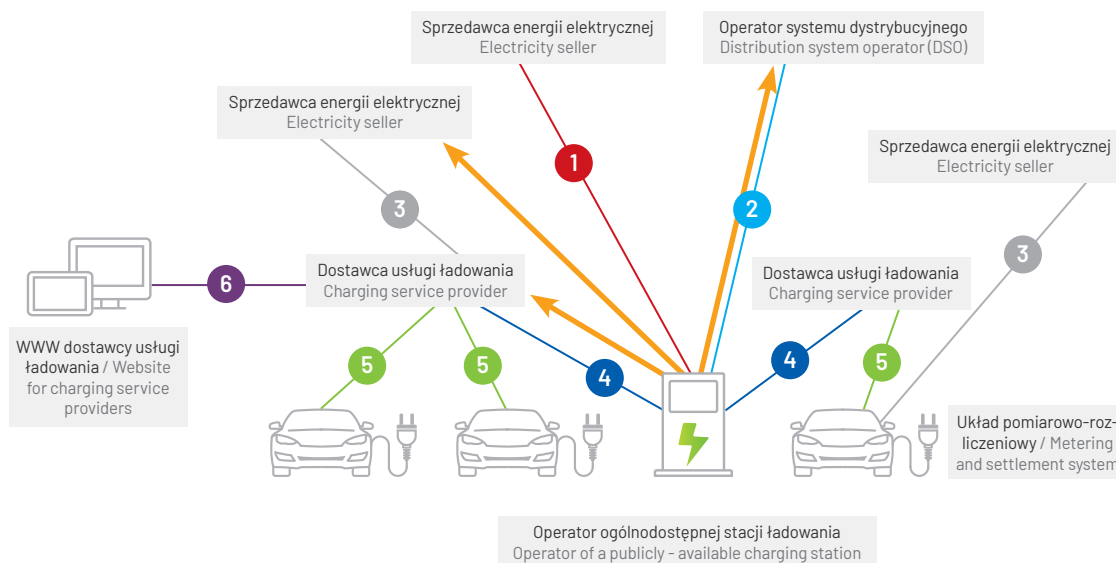 Sprzedawca energii elektrycznej
Electricity seller
Operator systemu dystrybucyjnego
Distribution system operator (DSO)
Sprzedawca energii elektrycznej
Electricity seller
Sprzedawca energii elektrycznej
Electricity seller
1
2
3
3
Dostawca usługi ładowania
Charging service provider
Dostawca usługi ładowania
Charging service provider
6
WWW dostawcy usługi
ładowania / Website
for charging service
providers
5
5
4
4
5
Układ pomiarowo-roz-
liczeniowy / Metering
and settlement system
Operator ogólnodostępnej stacji ładowania
Operator of a publicly - available charging station